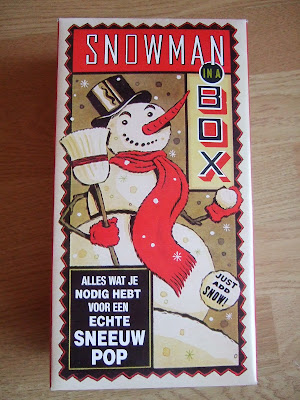 SNOWMAN
IN A
BOX
JUST
ADD
SNOW!
ALLES WAT JE
NODIG HEBT
VOOR EEN
ECHTE
SNEEUW
POP